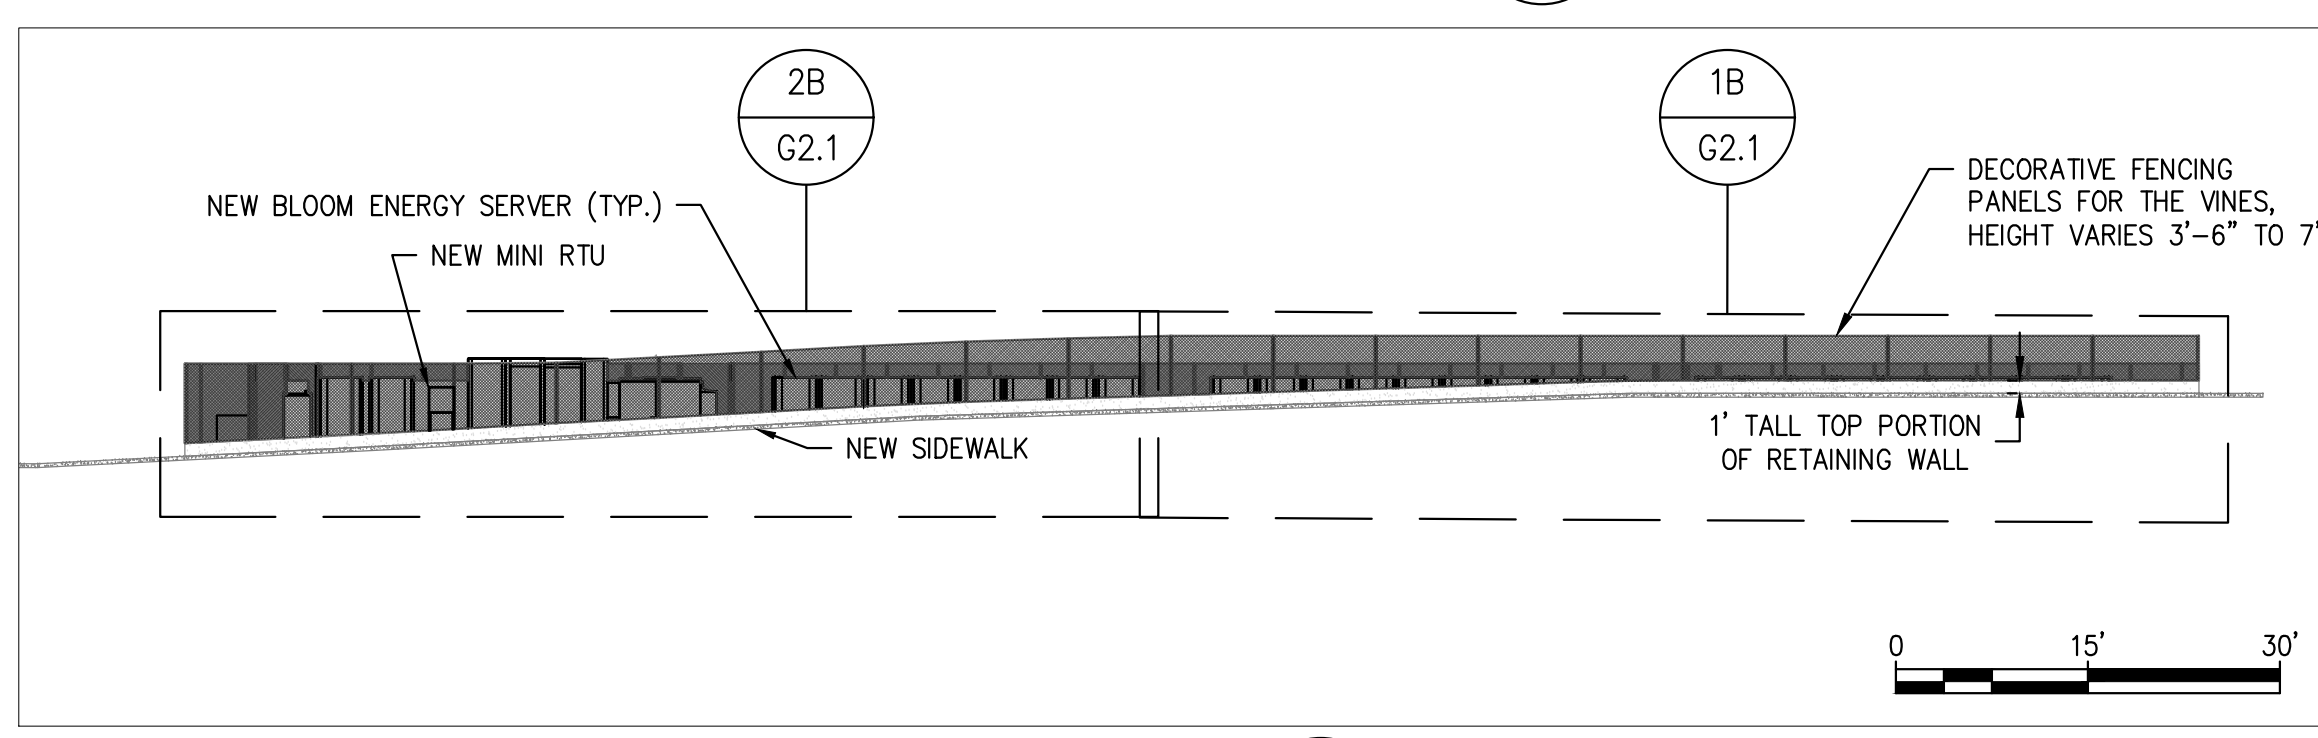 2B
G2.1
1B
G2.1
DECORATIVE FENCING
PANELS FOR THE VINES,
HEIGHT VARIES 3'-6" TO 7'
NEW BLOOM ENERGY SERVER (TYP.)
NEW MINI RTU
NEW SIDEWALK
1' TALL TOP PORTION
OF RETAINING WALL
0 15' 30'